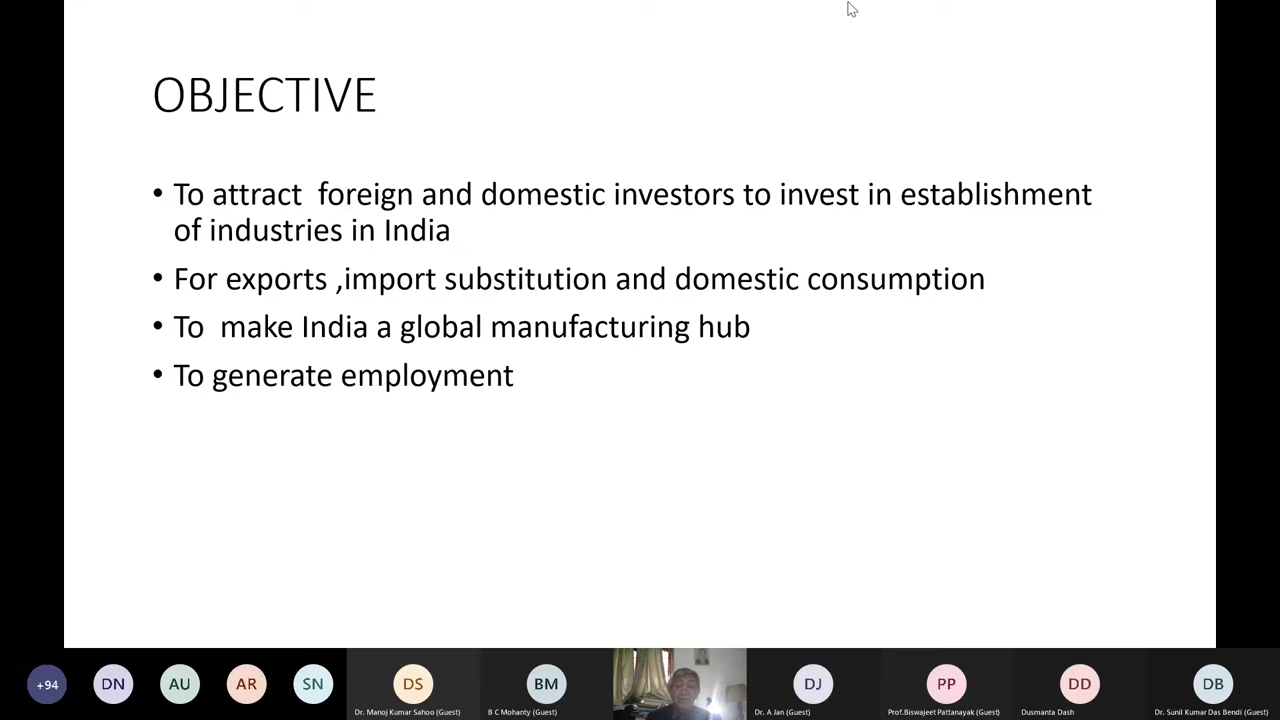 OBJECTIVE
• To attract  foreign and domestic investors to invest in establishment
of industries in India
• For exports ,import substitution and domestic consumption
• To  make India a global manufacturing hub
• To generate employment
+94
DN
AU
AR
SN
DS
BM
DJ
PP
DD
DB
Dr. Manoj Kumar Sahoo (Guest)
B C Mohanty (Guest)
Dr. A Jan (Guest)
Prof.Biswajeet Pattanayak (Guest)
Dusmanta Dash
Dr. Sunil Kumar Das Bendi (Guest)